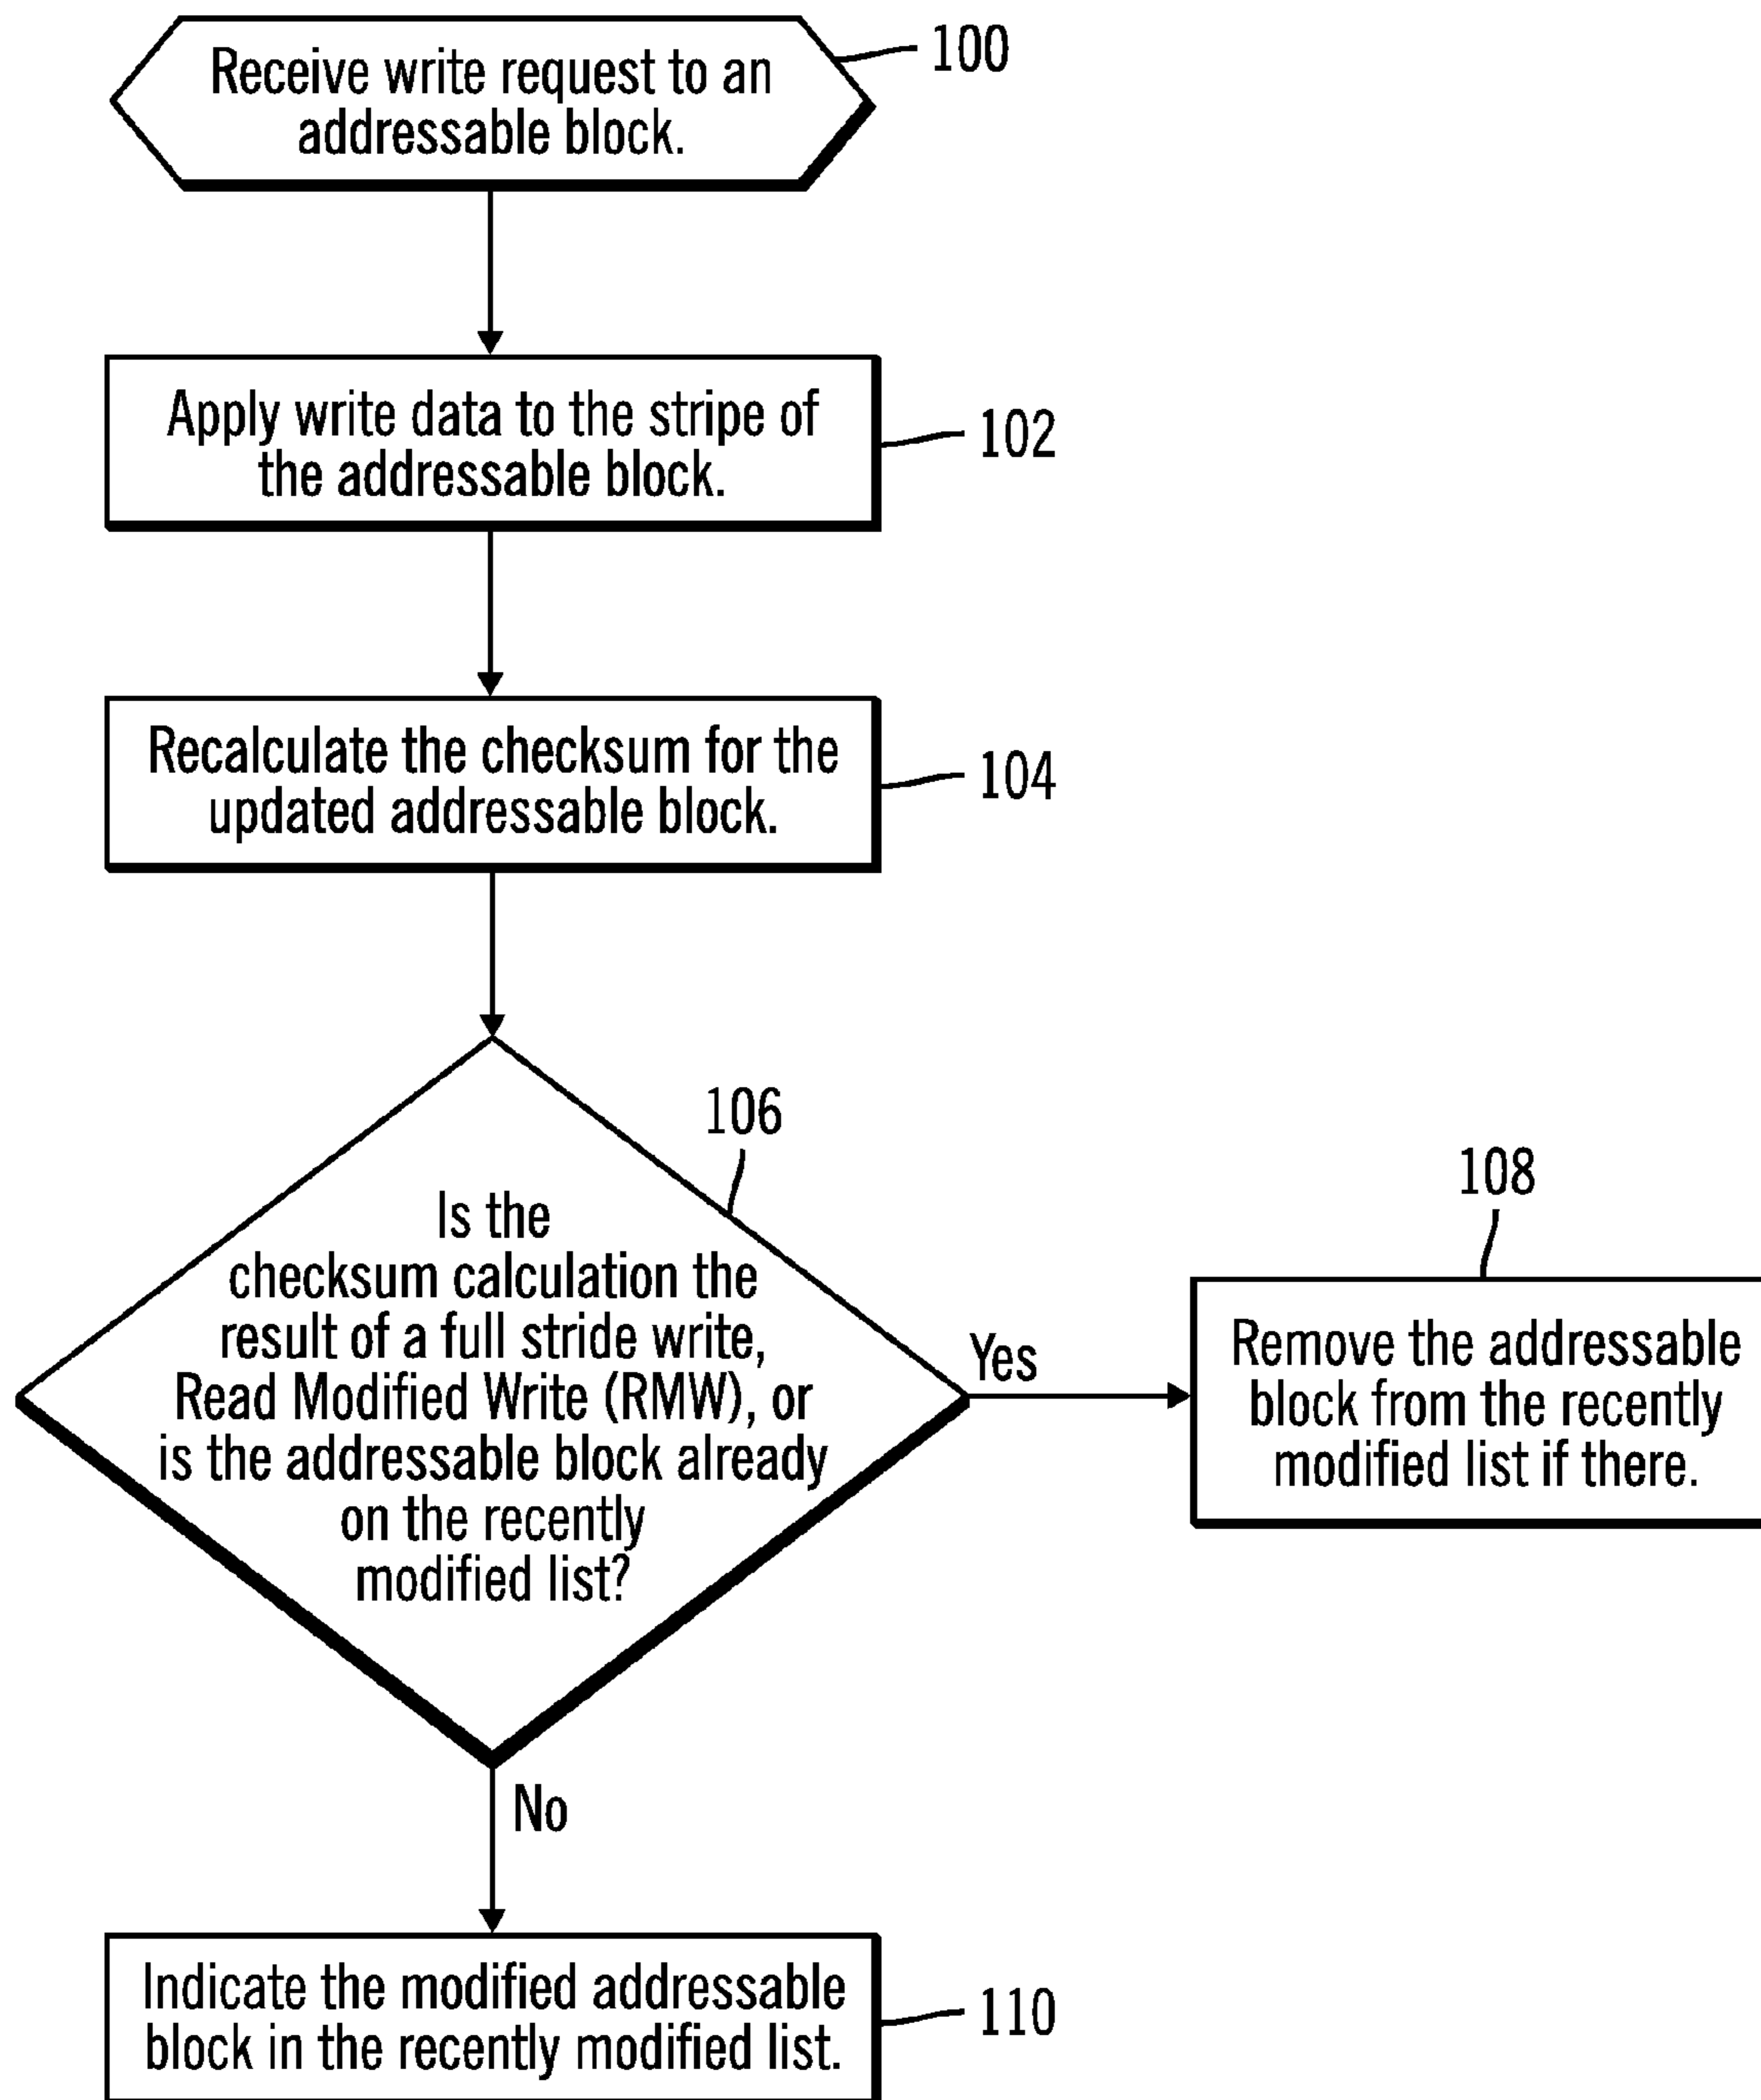 Receive write request to an
addressable block.
100
Apply write data to the stripe of
the addressable block.
102
Recalculate the checksum for the
updated addressable block.
104
106
Is the
checksum calculation the
result of a full stride write,
Read Modified Write (RMW), or
is the addressable block already
on the recently
modified list?
Yes
108
Remove the addressable
block from the recently
modified list if there.
No
Indicate the modified addressable
block in the recently modified list.
110